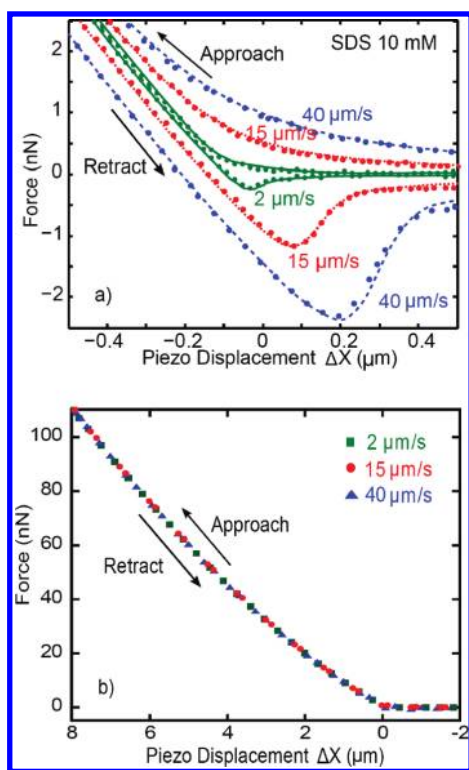 2
1
0
−1
−2
Force (nN)
Approach
SDS 10 mM
40 µm/s
15 µm/s
Retract
2 µm/s
15 µm/s
40 µm/s
a)
−0.4
−0.2
0
0.2
0.4
Piezo Displacement ΔX (µm)
100
80
60
40
20
0
Force (nN)
2 µm/s
15 µm/s
40 µm/s
Approach
Retract
b)
8
6
4
2
0
-2
Piezo Displacement ΔX (µm)